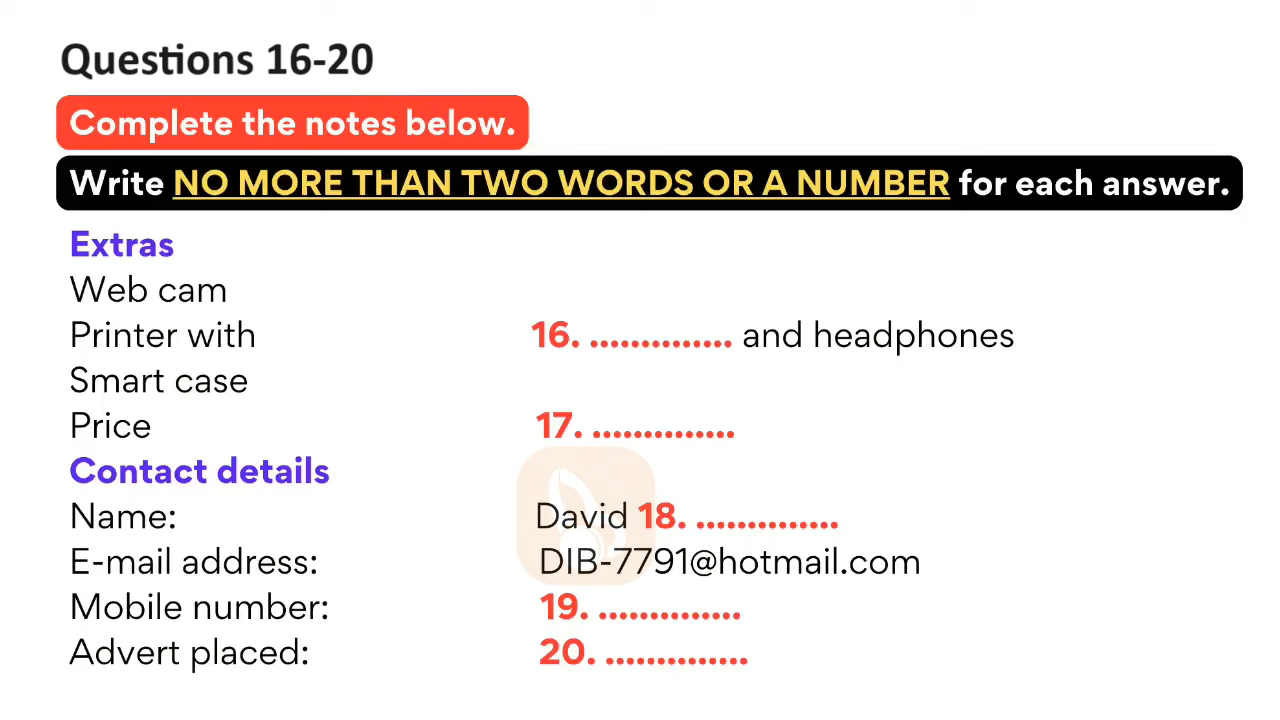 Questions 16-20
Complete the notes below.
Write NO MORE THAN TWO WORDS OR A NUMBER for each answer.
Extras
Web cam
Printer with 16. .............. and headphones
Smart case
Price 17. ..............
Contact details
Name: David 18. ..............
E-mail address: DIB-7791@hotmail.com
Mobile number: 19. ..............
Advert placed: 20. ..............